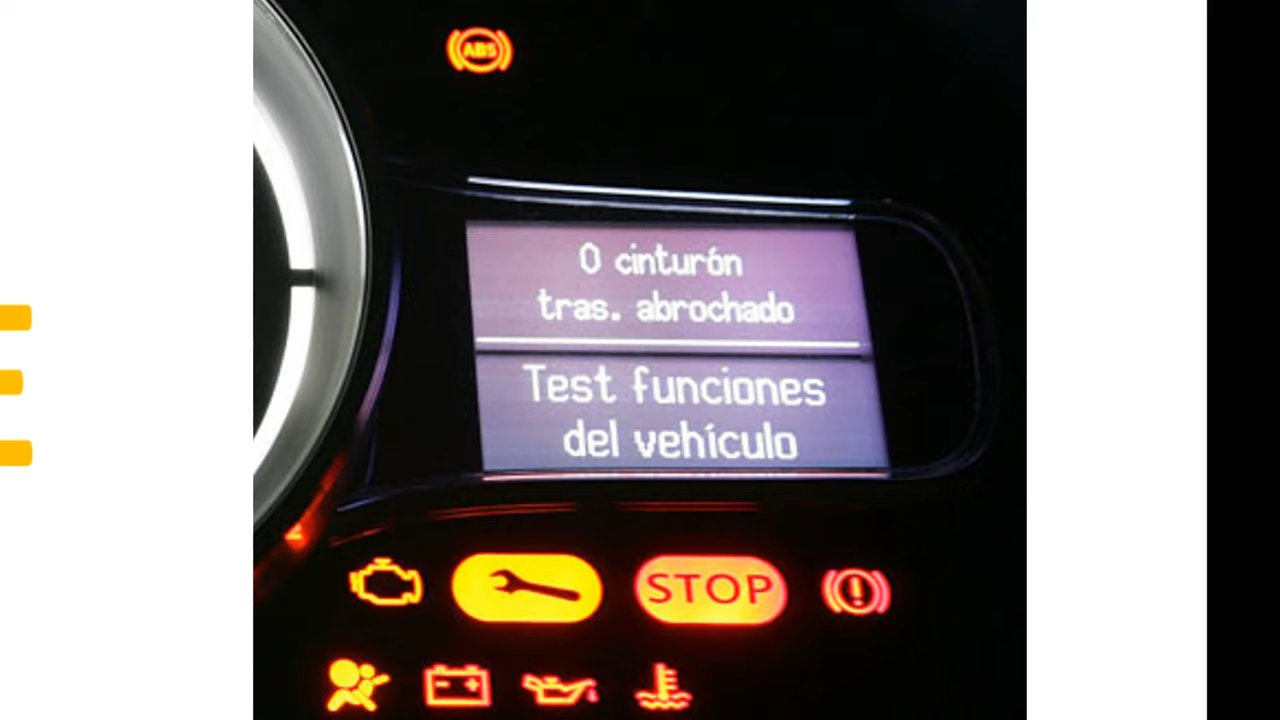 ABS
0 cinturón
tras. abrochado
Test funciones
del vehículo
STOP